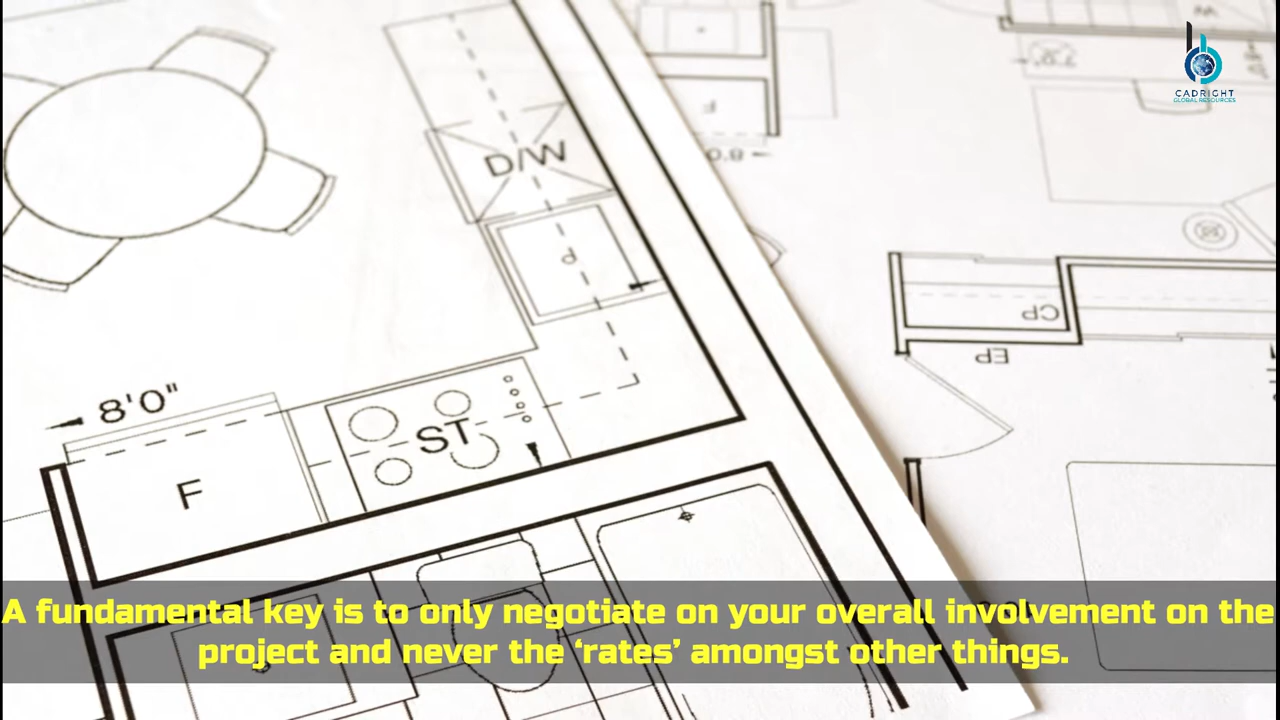 CADRIGHT
GLOBAL RESOURCES
D/W
8'0"
ST
F
F
CP
EP
A fundamental key is to only negotiate on your overall involvement on the
project and never the ‘rates’ amongst other things.